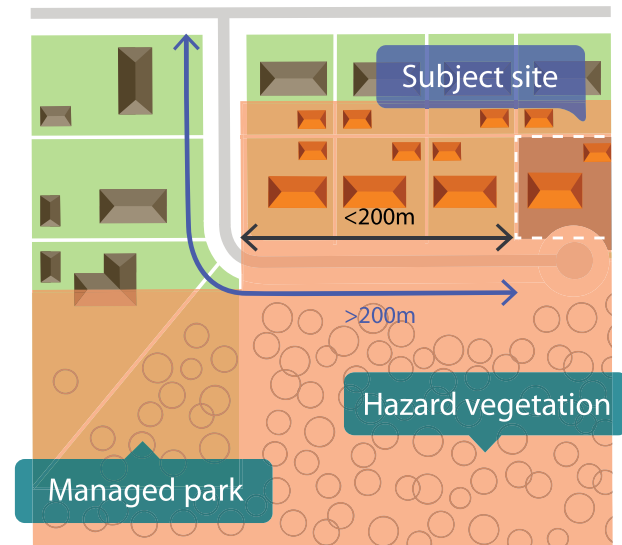 Subject site
<200m
>200m
Hazard vegetation
Managed park